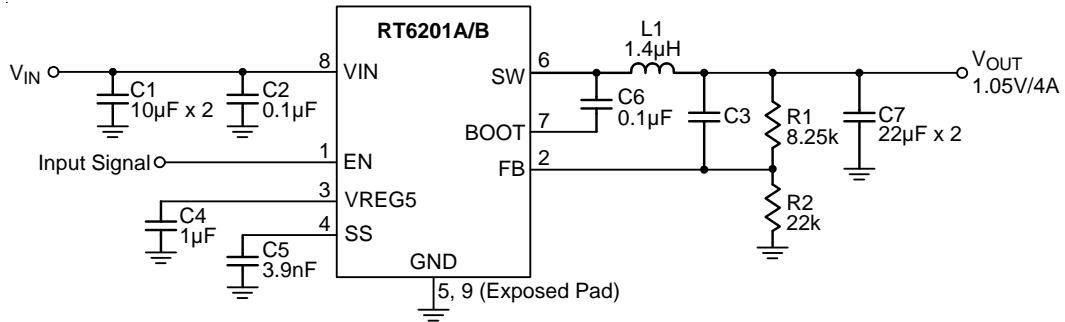 RT6201A/B
L1
1.4µH
VIN
8
VIN
SW
6
VOUT
1.05V/4A
C1
10µF x 2
C2
0.1µF
C6
0.1µF
C3
R1
8.25k
C7
22µF x 2
BOOT
7
Input Signal
1
EN
FB
2
3
VREG5
C4
1µF
4
SS
R2
22k
C5
3.9nF
GND
5, 9 (Exposed Pad)